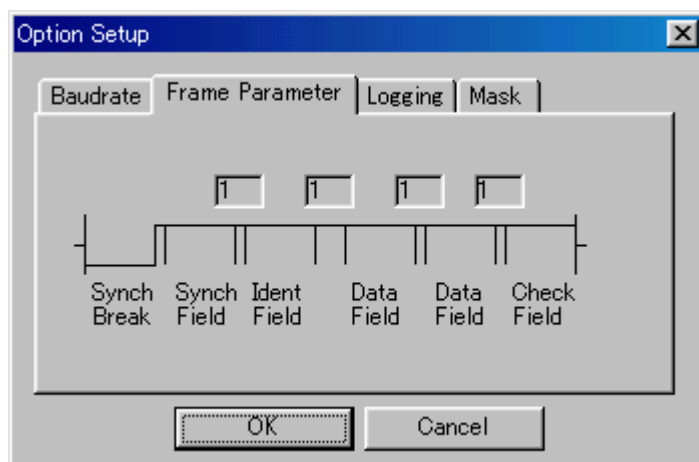 Option Setup
Baudrate Frame Parameter Logging Mask
1 1 1 1
Synch Synch Ident Data Data Check
Break Field Field Field Field Field
OK Cancel